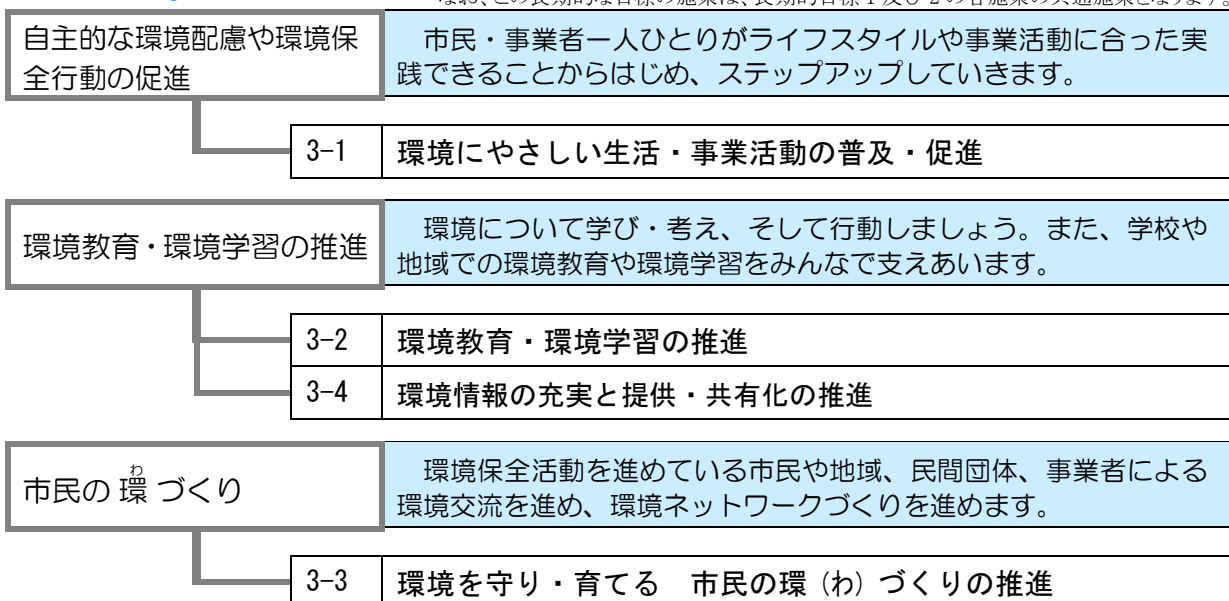 なお、この長期的な目標の施策は、長期的目標 1 及び 2 の各施策の共通施策となります。
自主的な環境配慮や環境保
全行動の促進
市民・事業者一人ひとりがライフスタイルや事業活動に合った実
践できることからはじめ、ステップアップしていきます。
3-1 環境にやさしい生活・事業活動の普及・促進
環境教育・環境学習の推進
環境について学び・考え、そして行動しましょう。また、学校や
地域での環境教育や環境学習をみんなで支えあいます。
3-2 環境教育・環境学習の推進
3-4 環境情報の充実と提供・共有化の推進
わ
市民の 環 づくり
環境保全活動を進めている市民や地域、民間団体、事業者による
環境交流を進め、環境ネットワークづくりを進めます。
3-3 環境を守り・育てる 市民の環（わ）づくりの推進